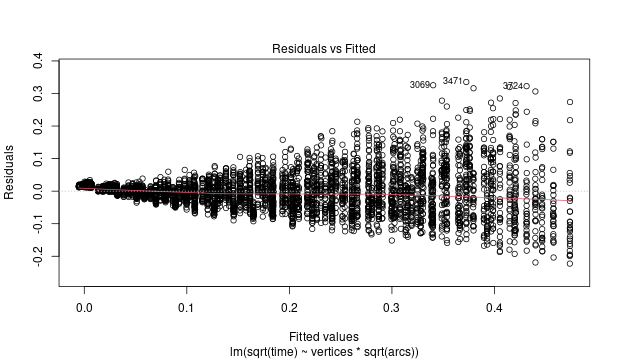 Residuals vs Fitted
Residuals
0.4
0.3
0.2
0.1
0.0
-0.1
-0.2
3069
3471
3724
0.0 0.1 0.2 0.3 0.4
Fitted values
lm(sqrt(time) ~ vertices * sqrt(arcs))